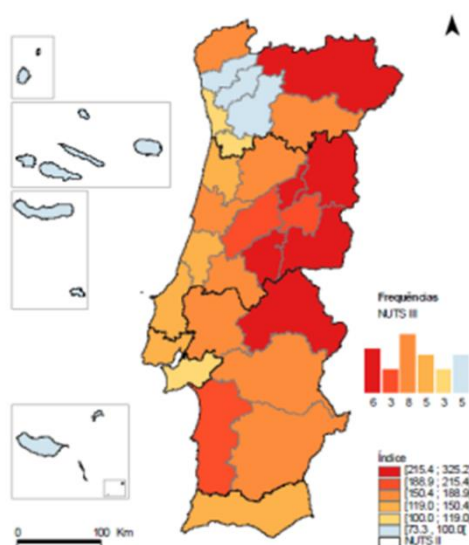 Frequências
NUTS III
6 3 8 5 3 5
Índice
[215.4 ; 325.2]
[188.9 ; 215.4[
[150.4 ; 188.9[
[119.0 ; 150.4[
[100.0 ; 119.0[
[73.3 , 100.0[
NUTS II
0 100 Km